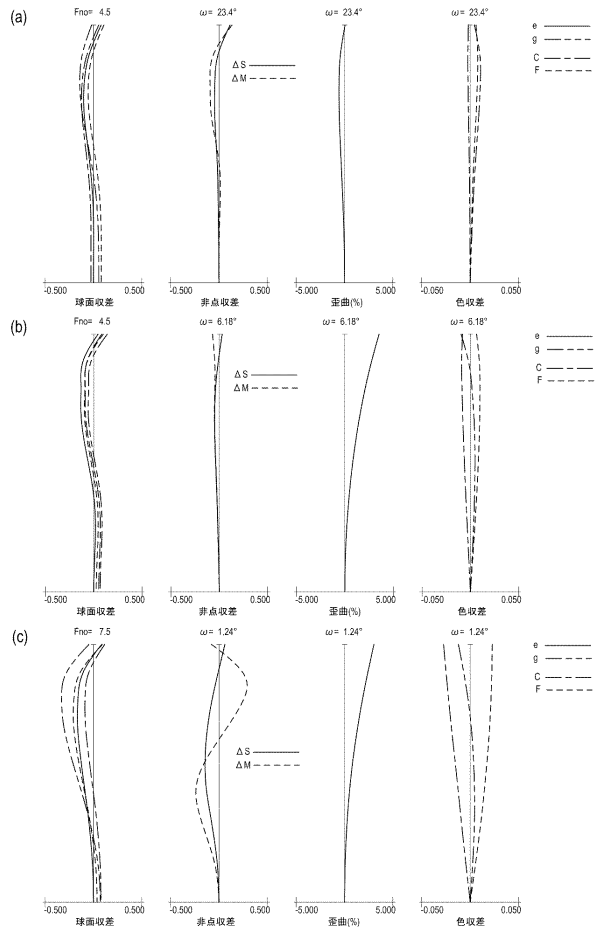 (a)
Fno= 4.5
ω= 23.4°
ω= 23.4°
ω= 23.4°
e
g
C
F
ΔS
ΔM
-0.500 0.500
-0.500 0.500
-5.000 5.000
-0.050 0.050
球面収差
非点収差
歪曲(%)
色収差
(b)
Fno= 4.5
ω= 6.18°
ω= 6.18°
ω= 6.18°
e
g
C
F
ΔS
ΔM
-0.500 0.500
-0.500 0.500
-5.000 5.000
-0.050 0.050
球面収差
非点収差
歪曲(%)
色収差
(c)
Fno= 7.5
ω= 1.24°
ω= 1.24°
ω= 1.24°
e
g
C
F
ΔS
ΔM
-0.500 0.500
-0.500 0.500
-5.000 5.000
-0.050 0.050
球面収差
非点収差
歪曲(%)
色収差